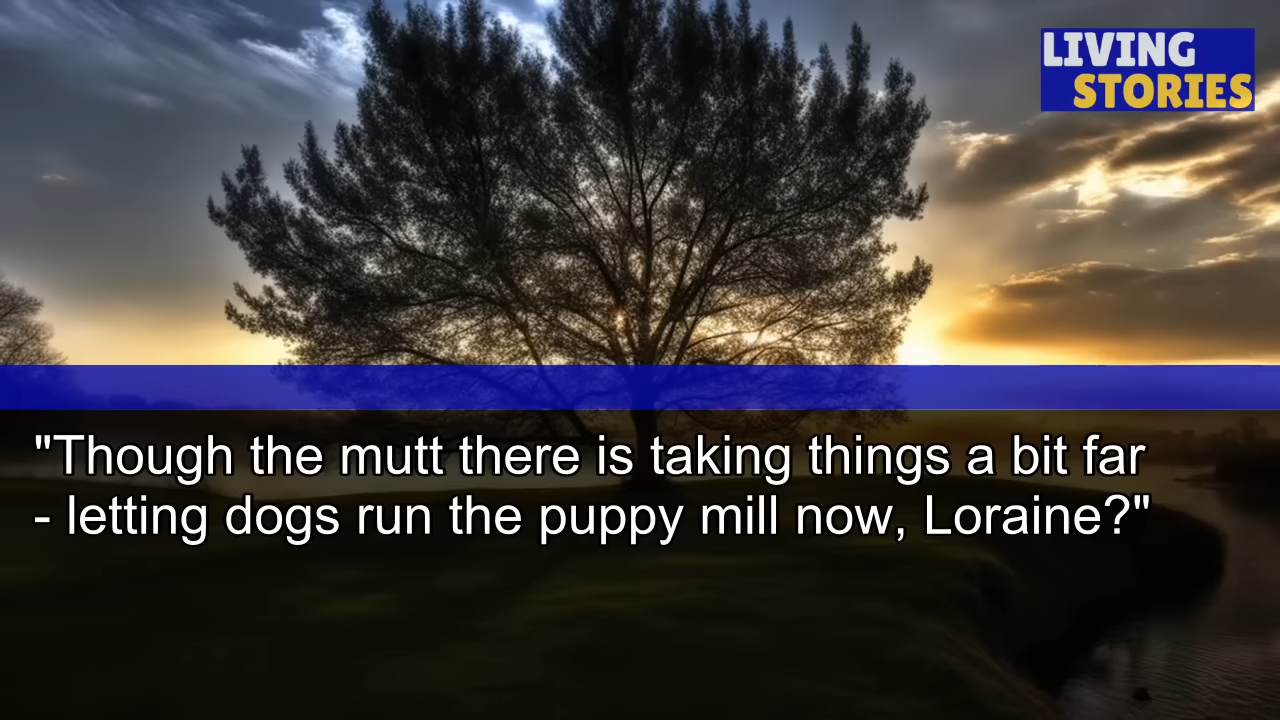 LIVING
STORIES
"Though the mutt there is taking things a bit far
- letting dogs run the puppy mill now, Loraine?"